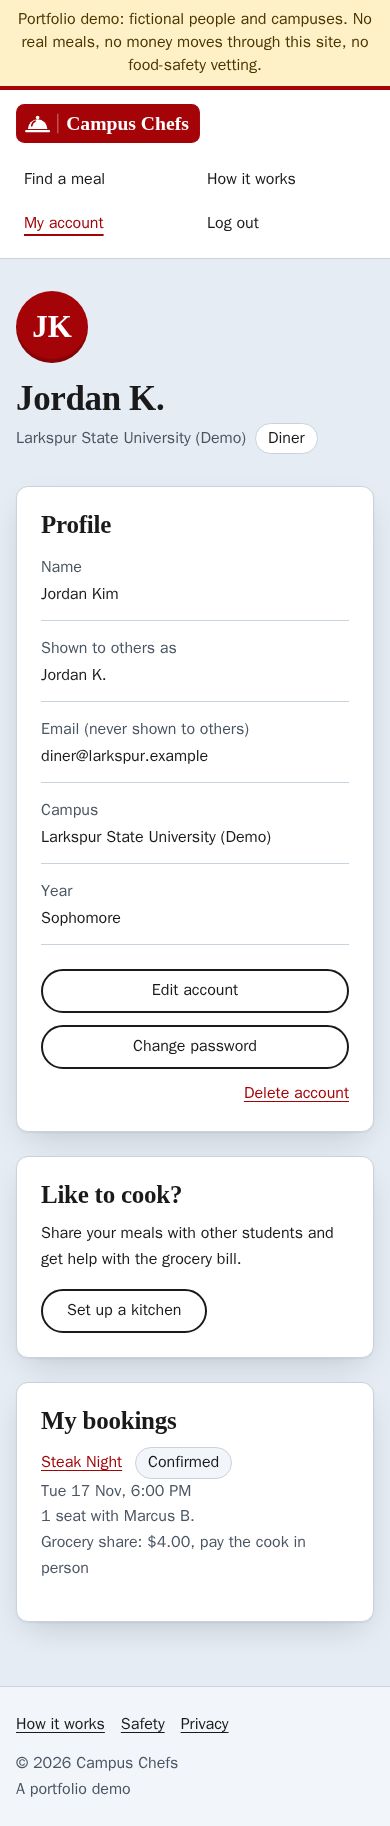 Portfolio demo: fictional people and campuses. No
real meals, no money moves through this site, no
food-safety vetting.
Campus Chefs
Find a meal
How it works
My account
Log out
JK
Jordan K.
Larkspur State University (Demo) Diner
Profile
Name
Jordan Kim
Shown to others as
Jordan K.
Email (never shown to others)
diner@larkspur.example
Campus
Larkspur State University (Demo)
Year
Sophomore
Edit account
Change password
Delete account
Like to cook?
Share your meals with other students and
get help with the grocery bill.
Set up a kitchen
My bookings
Steak Night Confirmed
Tue 17 Nov, 6:00 PM
1 seat with Marcus B.
Grocery share: $4.00, pay the cook in
person
How it works Safety Privacy
© 2026 Campus Chefs
A portfolio demo